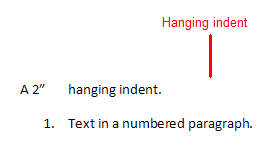 Hanging indent
A 2” hanging indent.
1. Text in a numbered paragraph.